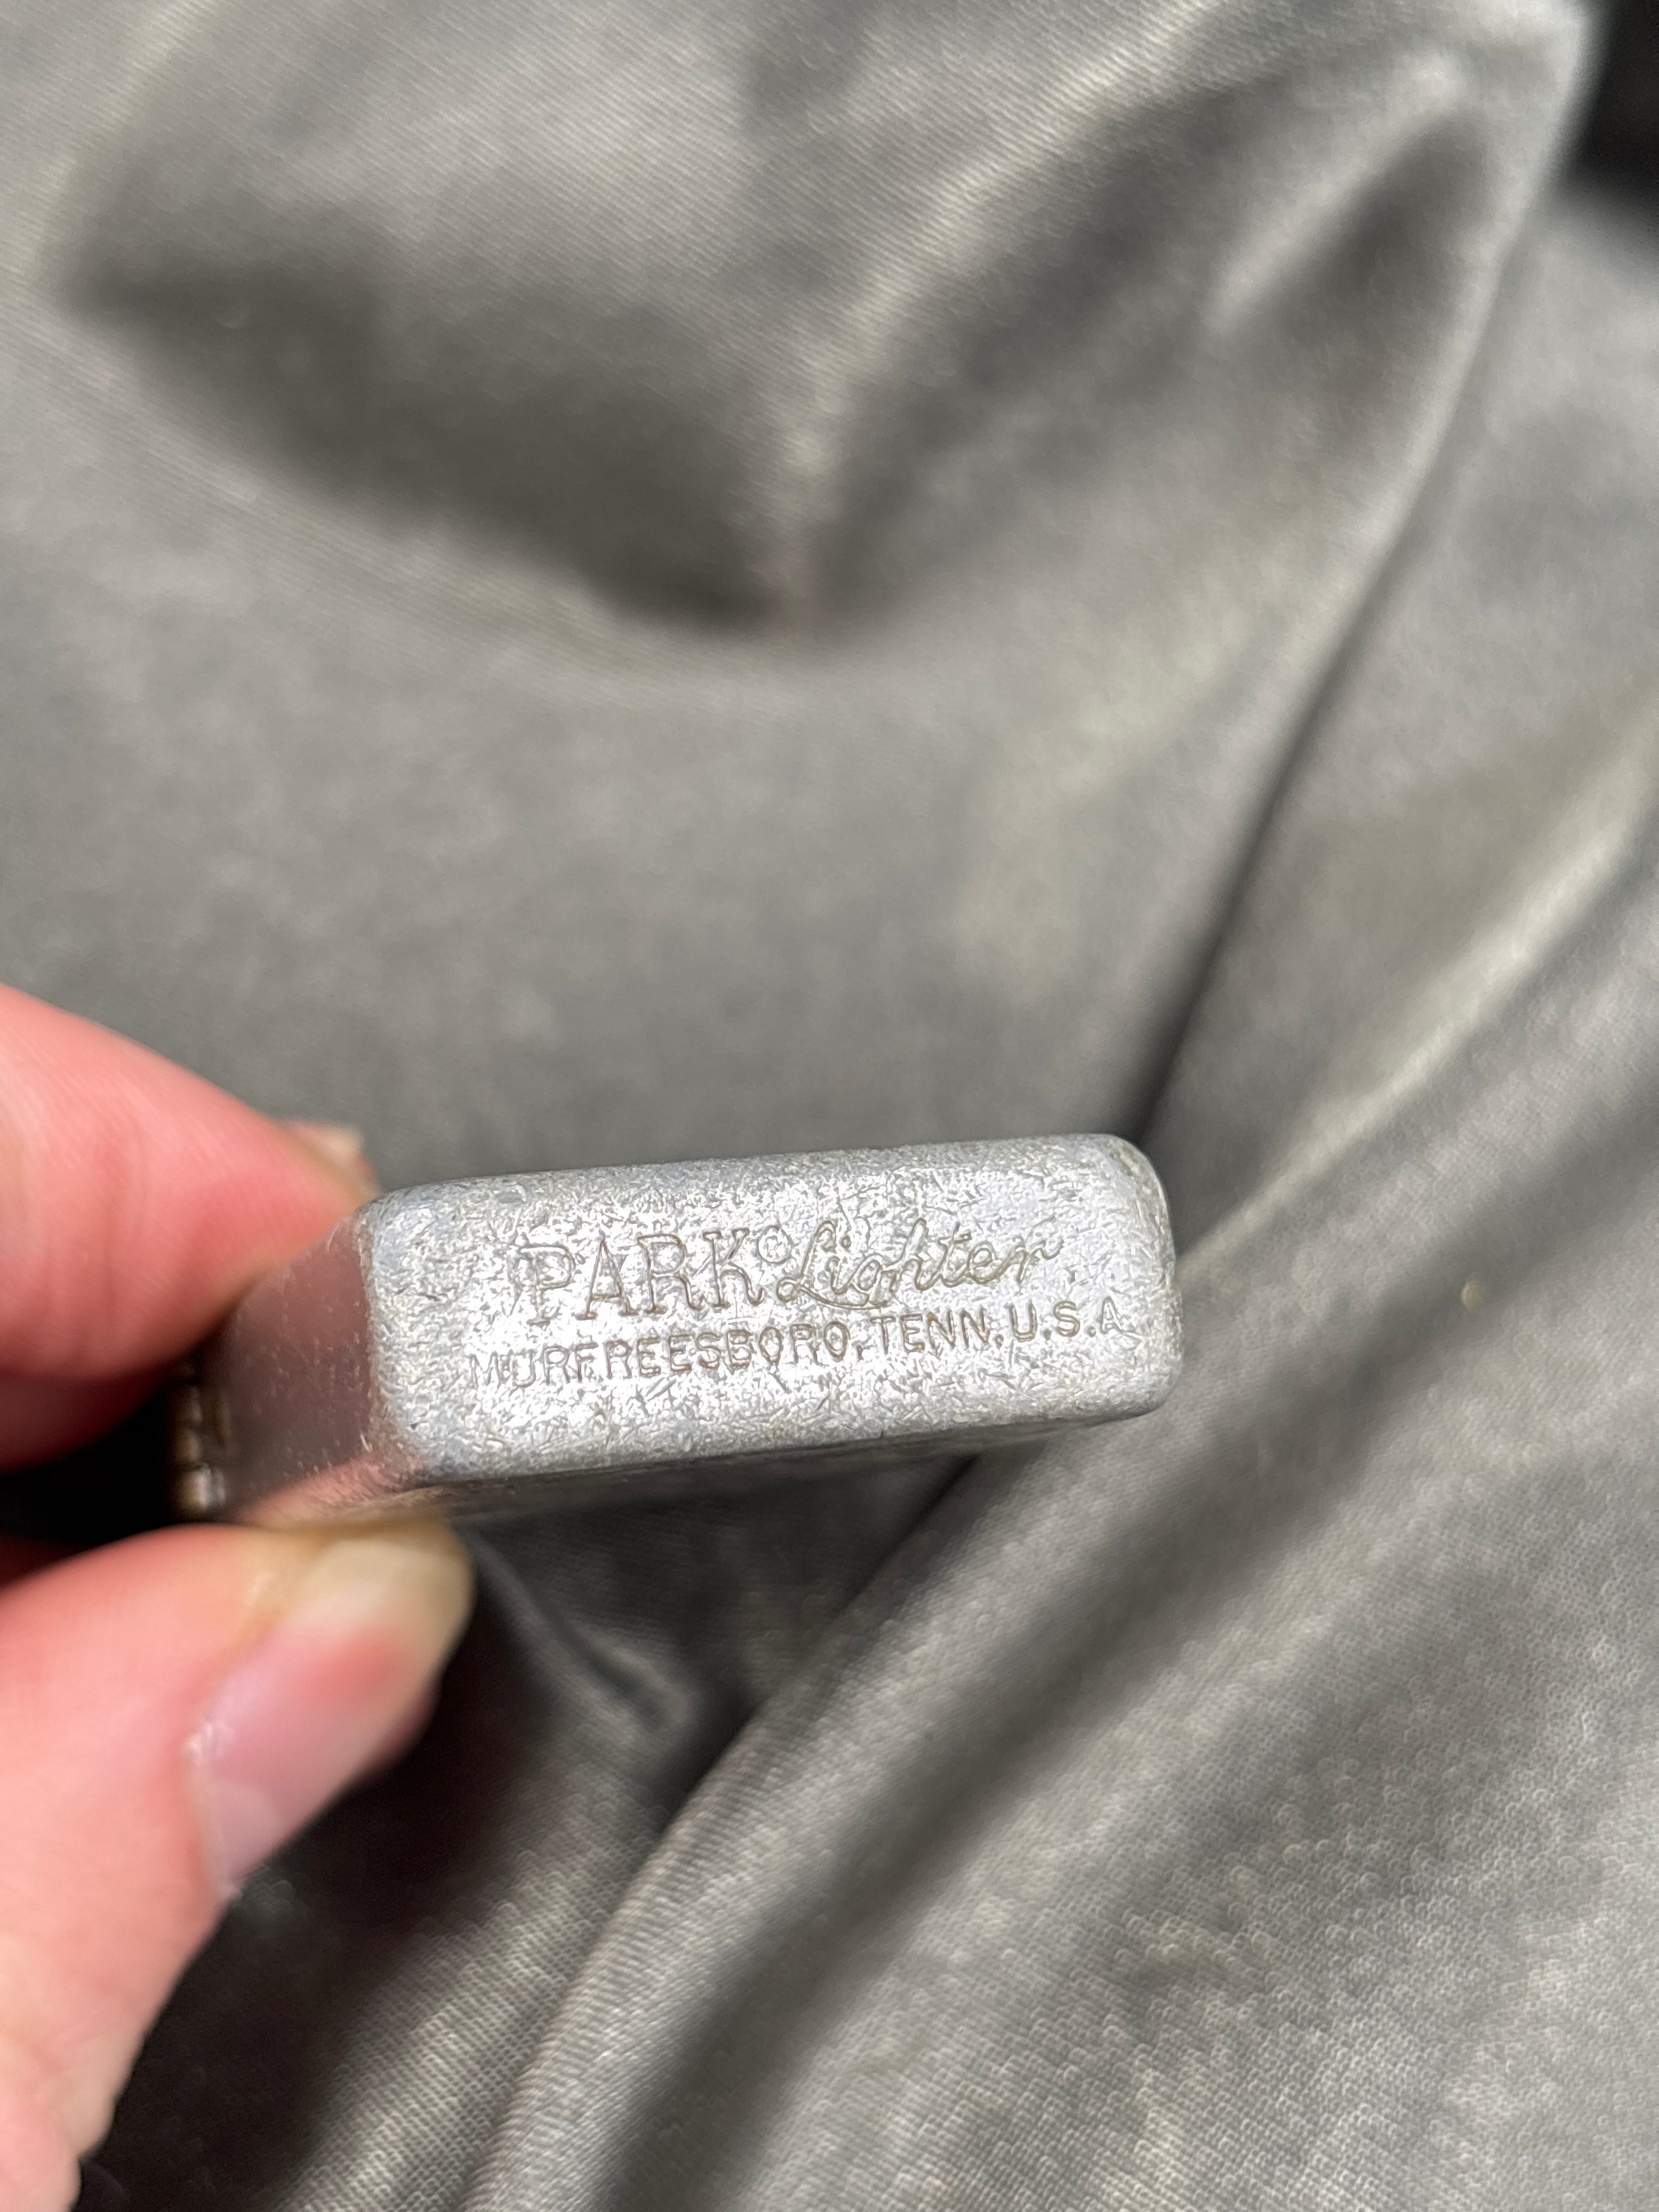 PARK© Lighter
MURFREESBORO, TENN. U.S.A.